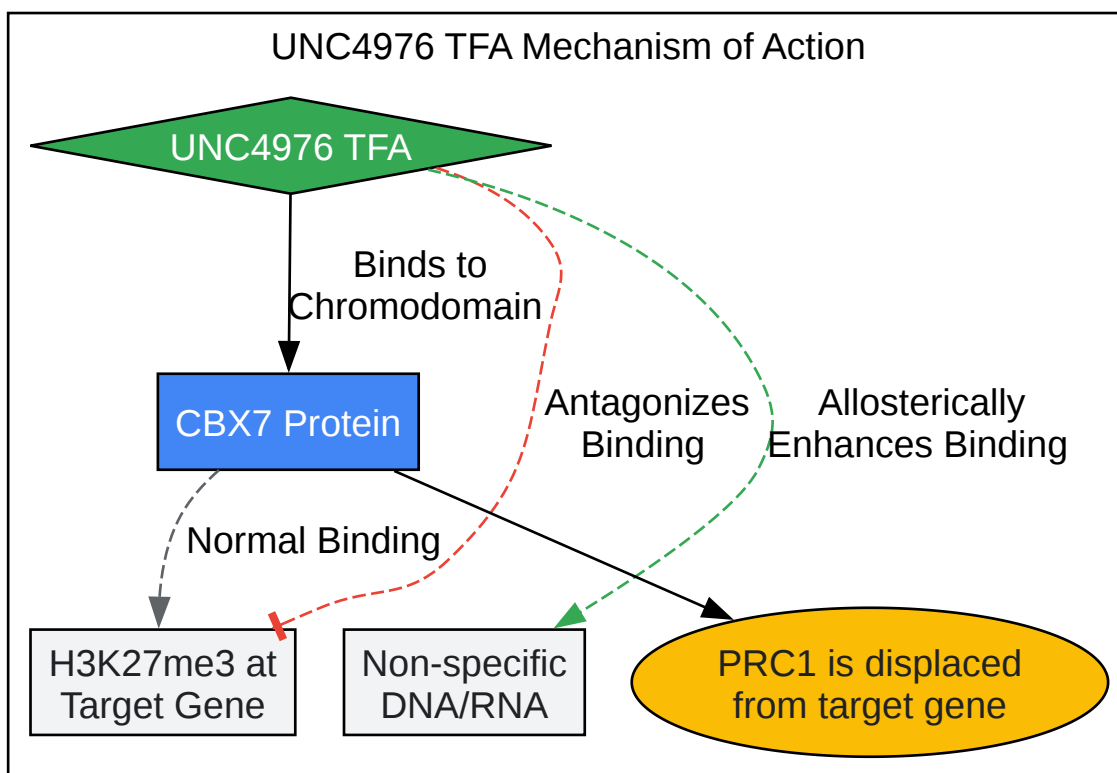 UNC4976 TFA Mechanism of Action
UNC4976 TFA
Binds to
Chromodomain
CBX7 Protein
Antagonizes
Binding
Allosterically
Enhances Binding
Normal Binding
H3K27me3 at
Target Gene
Non-specific
DNA/RNA
PRC1 is displaced
from target gene